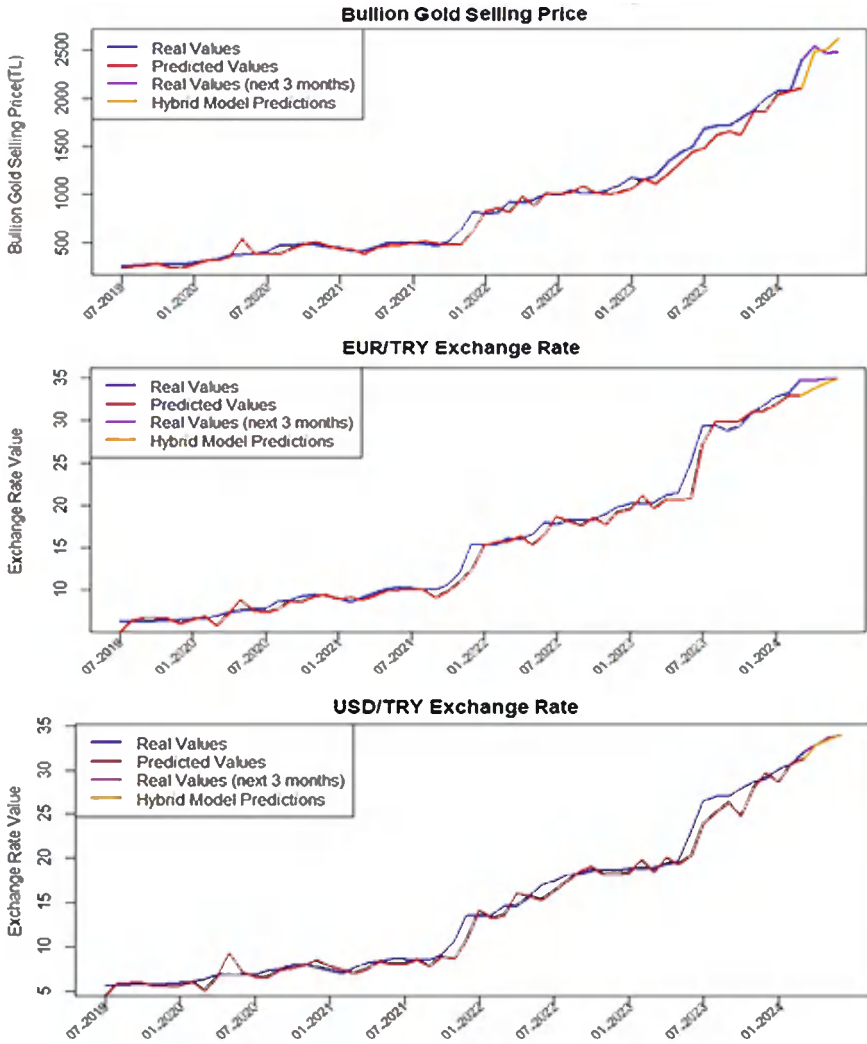 Bullion Gold Selling Price
Real Values
Predicted Values
Real Values (next 3 months)
Hybrid Model Predictions
Bullion Gold Selling Price(TL)
2500
2000
1500
1000
500
07-2019
01-2020
07-2020
01-2021
07-2021
01-2022
07-2022
01-2023
07-2023
01-2024
EUR/TRY Exchange Rate
Real Values
Predicted Values
Real Values (next 3 months)
Hybrid Model Predictions
Exchange Rate Value
35
30
25
20
15
10
07-2019
01-2020
07-2020
01-2021
07-2021
01-2022
07-2022
01-2023
07-2023
01-2024
USD/TRY Exchange Rate
Real Values
Predicted Values
Real Values (next 3 months)
Hybrid Model Predictions
Exchange Rate Value
35
30
25
20
15
10
5
07-2019
01-2020
07-2020
01-2021
07-2021
01-2022
07-2022
01-2023
07-2023
01-2024